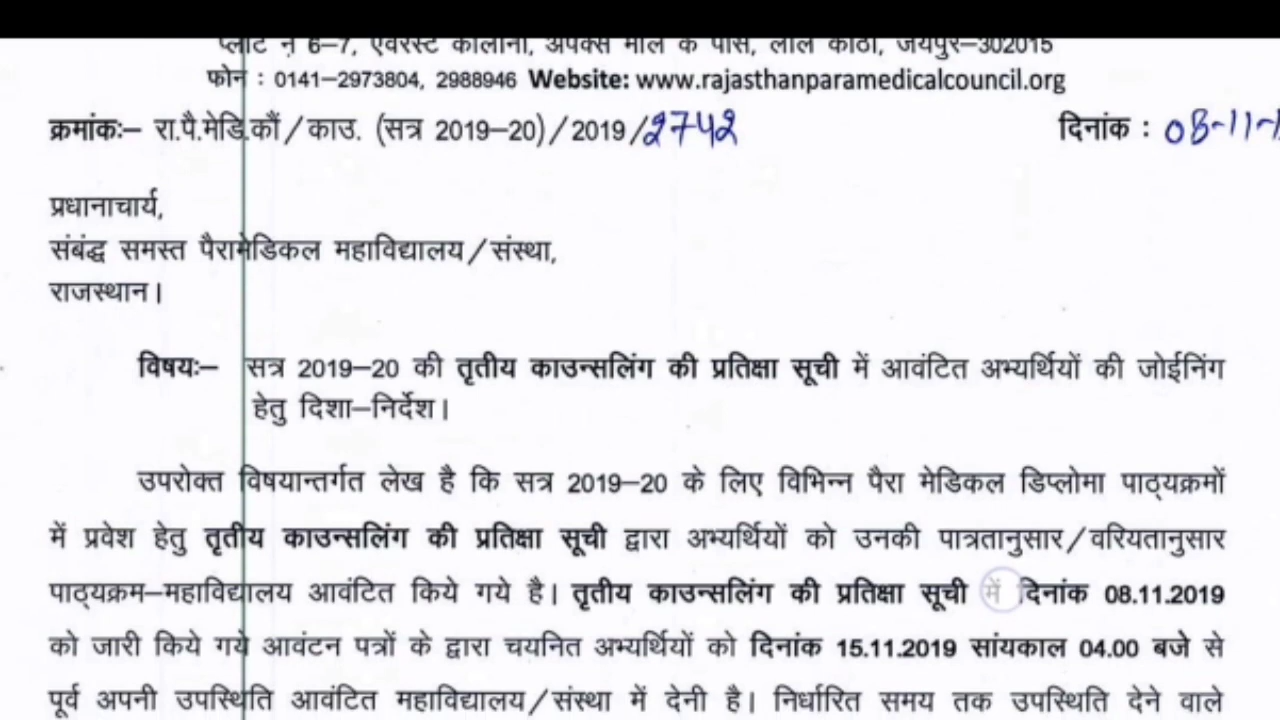 प्लॉट नं 6–7, एवरेस्ट कॉलोनी, अपेक्स मॉल के पास, लाल कोठी, जयपुर–302015
फोन : 0141–2973804, 2988946 Website: www.rajasthanparamedicalcouncil.org
क्रमांकः– रा.पै.मेडि.कौं/काउ. (सत्र 2019–20)/2019/2742 दिनांक : 08-11-1
प्रधानाचार्य,
संबंद्ध समस्त पैरामेडिकल महाविद्यालय/संस्था,
राजस्थान।
विषयः– सत्र 2019–20 की तृतीय काउन्सलिंग की प्रतिक्षा सूची में आवंटित अभ्यर्थियों की जोईनिंग
हेतु दिशा–निर्देश।
उपरोक्त विषयान्तर्गत लेख है कि सत्र 2019–20 के लिए विभिन्न पैरा मेडिकल डिप्लोमा पाठ्यक्रमों
में प्रवेश हेतु तृतीय काउन्सलिंग की प्रतिक्षा सूची द्वारा अभ्यर्थियों को उनकी पात्रतानुसार/वरियतानुसार
पाठ्यक्रम–महाविद्यालय आवंटित किये गये है। तृतीय काउन्सलिंग की प्रतिक्षा सूची में दिनांक 08.11.2019
को जारी किये गये आवंटन पत्रों के द्वारा चयनित अभ्यर्थियों को दिनांक 15.11.2019 सांयकाल 04.00 बजे से
पूर्व अपनी उपस्थिति आवंटित महाविद्यालय/संस्था में देनी है। निर्धारित समय तक उपस्थिति देने वाले